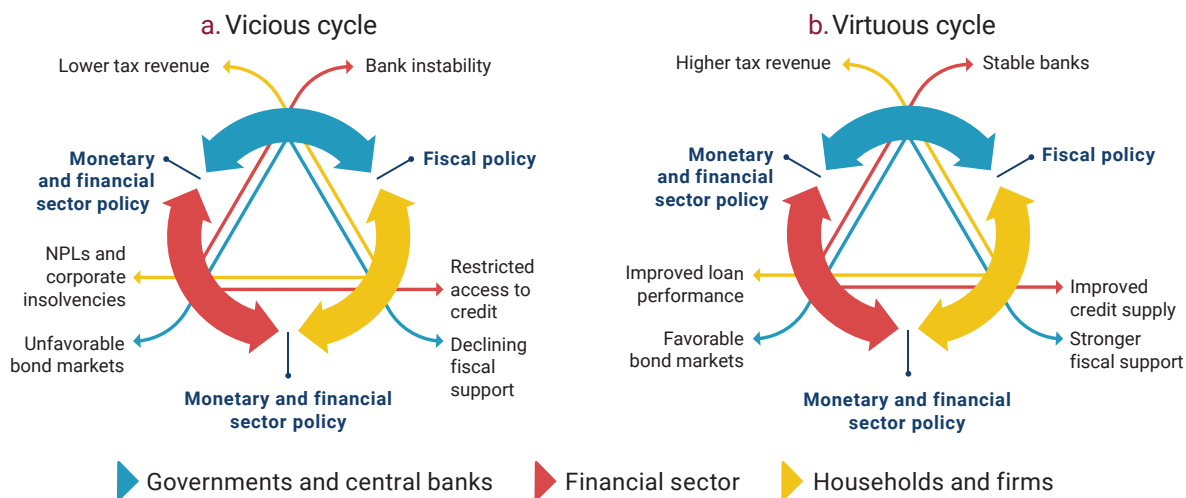 a. Vicious cycle
Lower tax revenue
Bank instability
Monetary
and financial
sector policy
Fiscal policy
NPLs and
corporate
insolvencies
Restricted
access to
credit
Unfavorable
bond markets
Declining
fiscal
support
Monetary and financial
sector policy
b. Virtuous cycle
Higher tax revenue
Stable banks
Monetary
and financial
sector policy
Fiscal policy
Improved loan
performance
Improved
credit supply
Favorable
bond markets
Stronger
fiscal support
Monetary and financial
sector policy
Governments and central banks
Financial sector
Households and firms